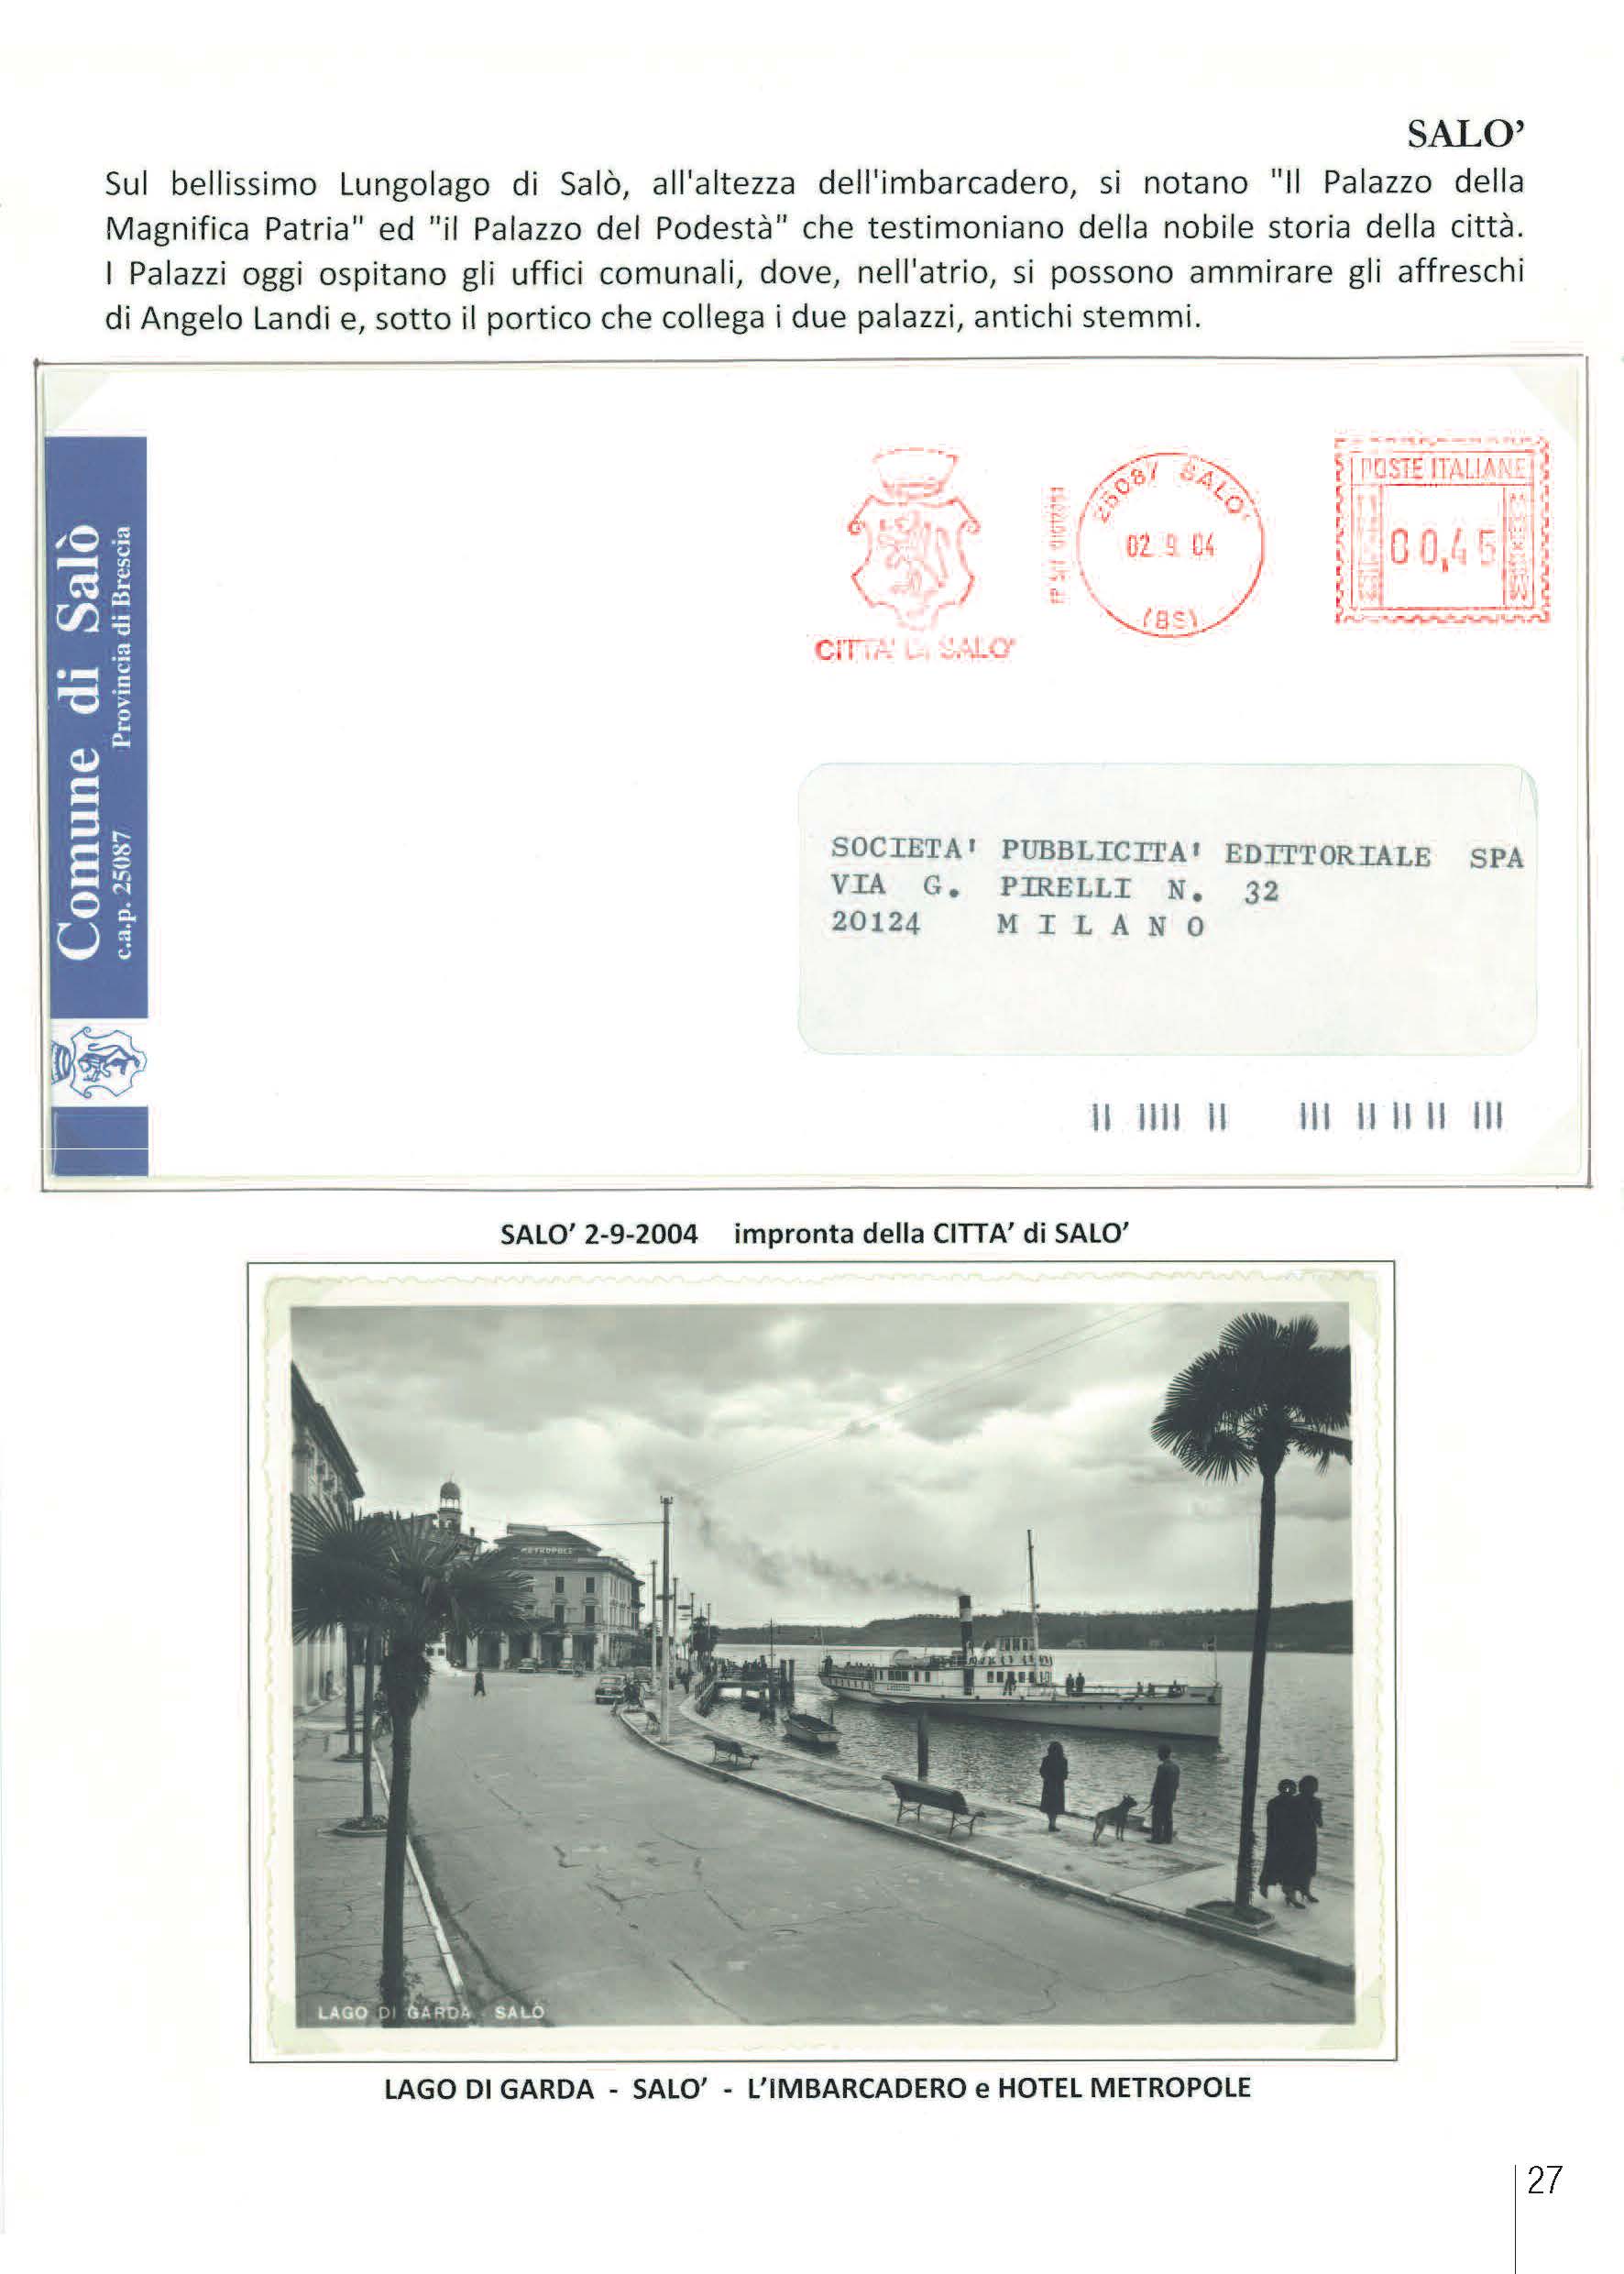 SALO’
Sul bellissimo Lungolago di Salò, all'altezza dell'imbarcadero, si notano "Il Palazzo della
Magnifica Patria" ed "il Palazzo del Podestà" che testimoniano della nobile storia della città.
I Palazzi oggi ospitano gli uffici comunali, dove, nell'atrio, si possono ammirare gli affreschi
di Angelo Landi e, sotto il portico che collega i due palazzi, antichi stemmi.
Comune di Salò
c.a.p. 25087 Provincia di Brescia
CITTA' DI SALO'
25087 SALO'
02 9 04
(BS)
POSTE ITALIANE
00,45
SOCIETA' PUBBLICITA' EDITTORIALE SPA
VIA G. PIRELLI N. 32
20124 MILANO
SALO’ 2-9-2004 impronta della CITTA’ di SALO’
METROPOLE
LAGO DI GARDA - SALÒ
LAGO DI GARDA - SALO’ - L’IMBARCADERO e HOTEL METROPOLE
27